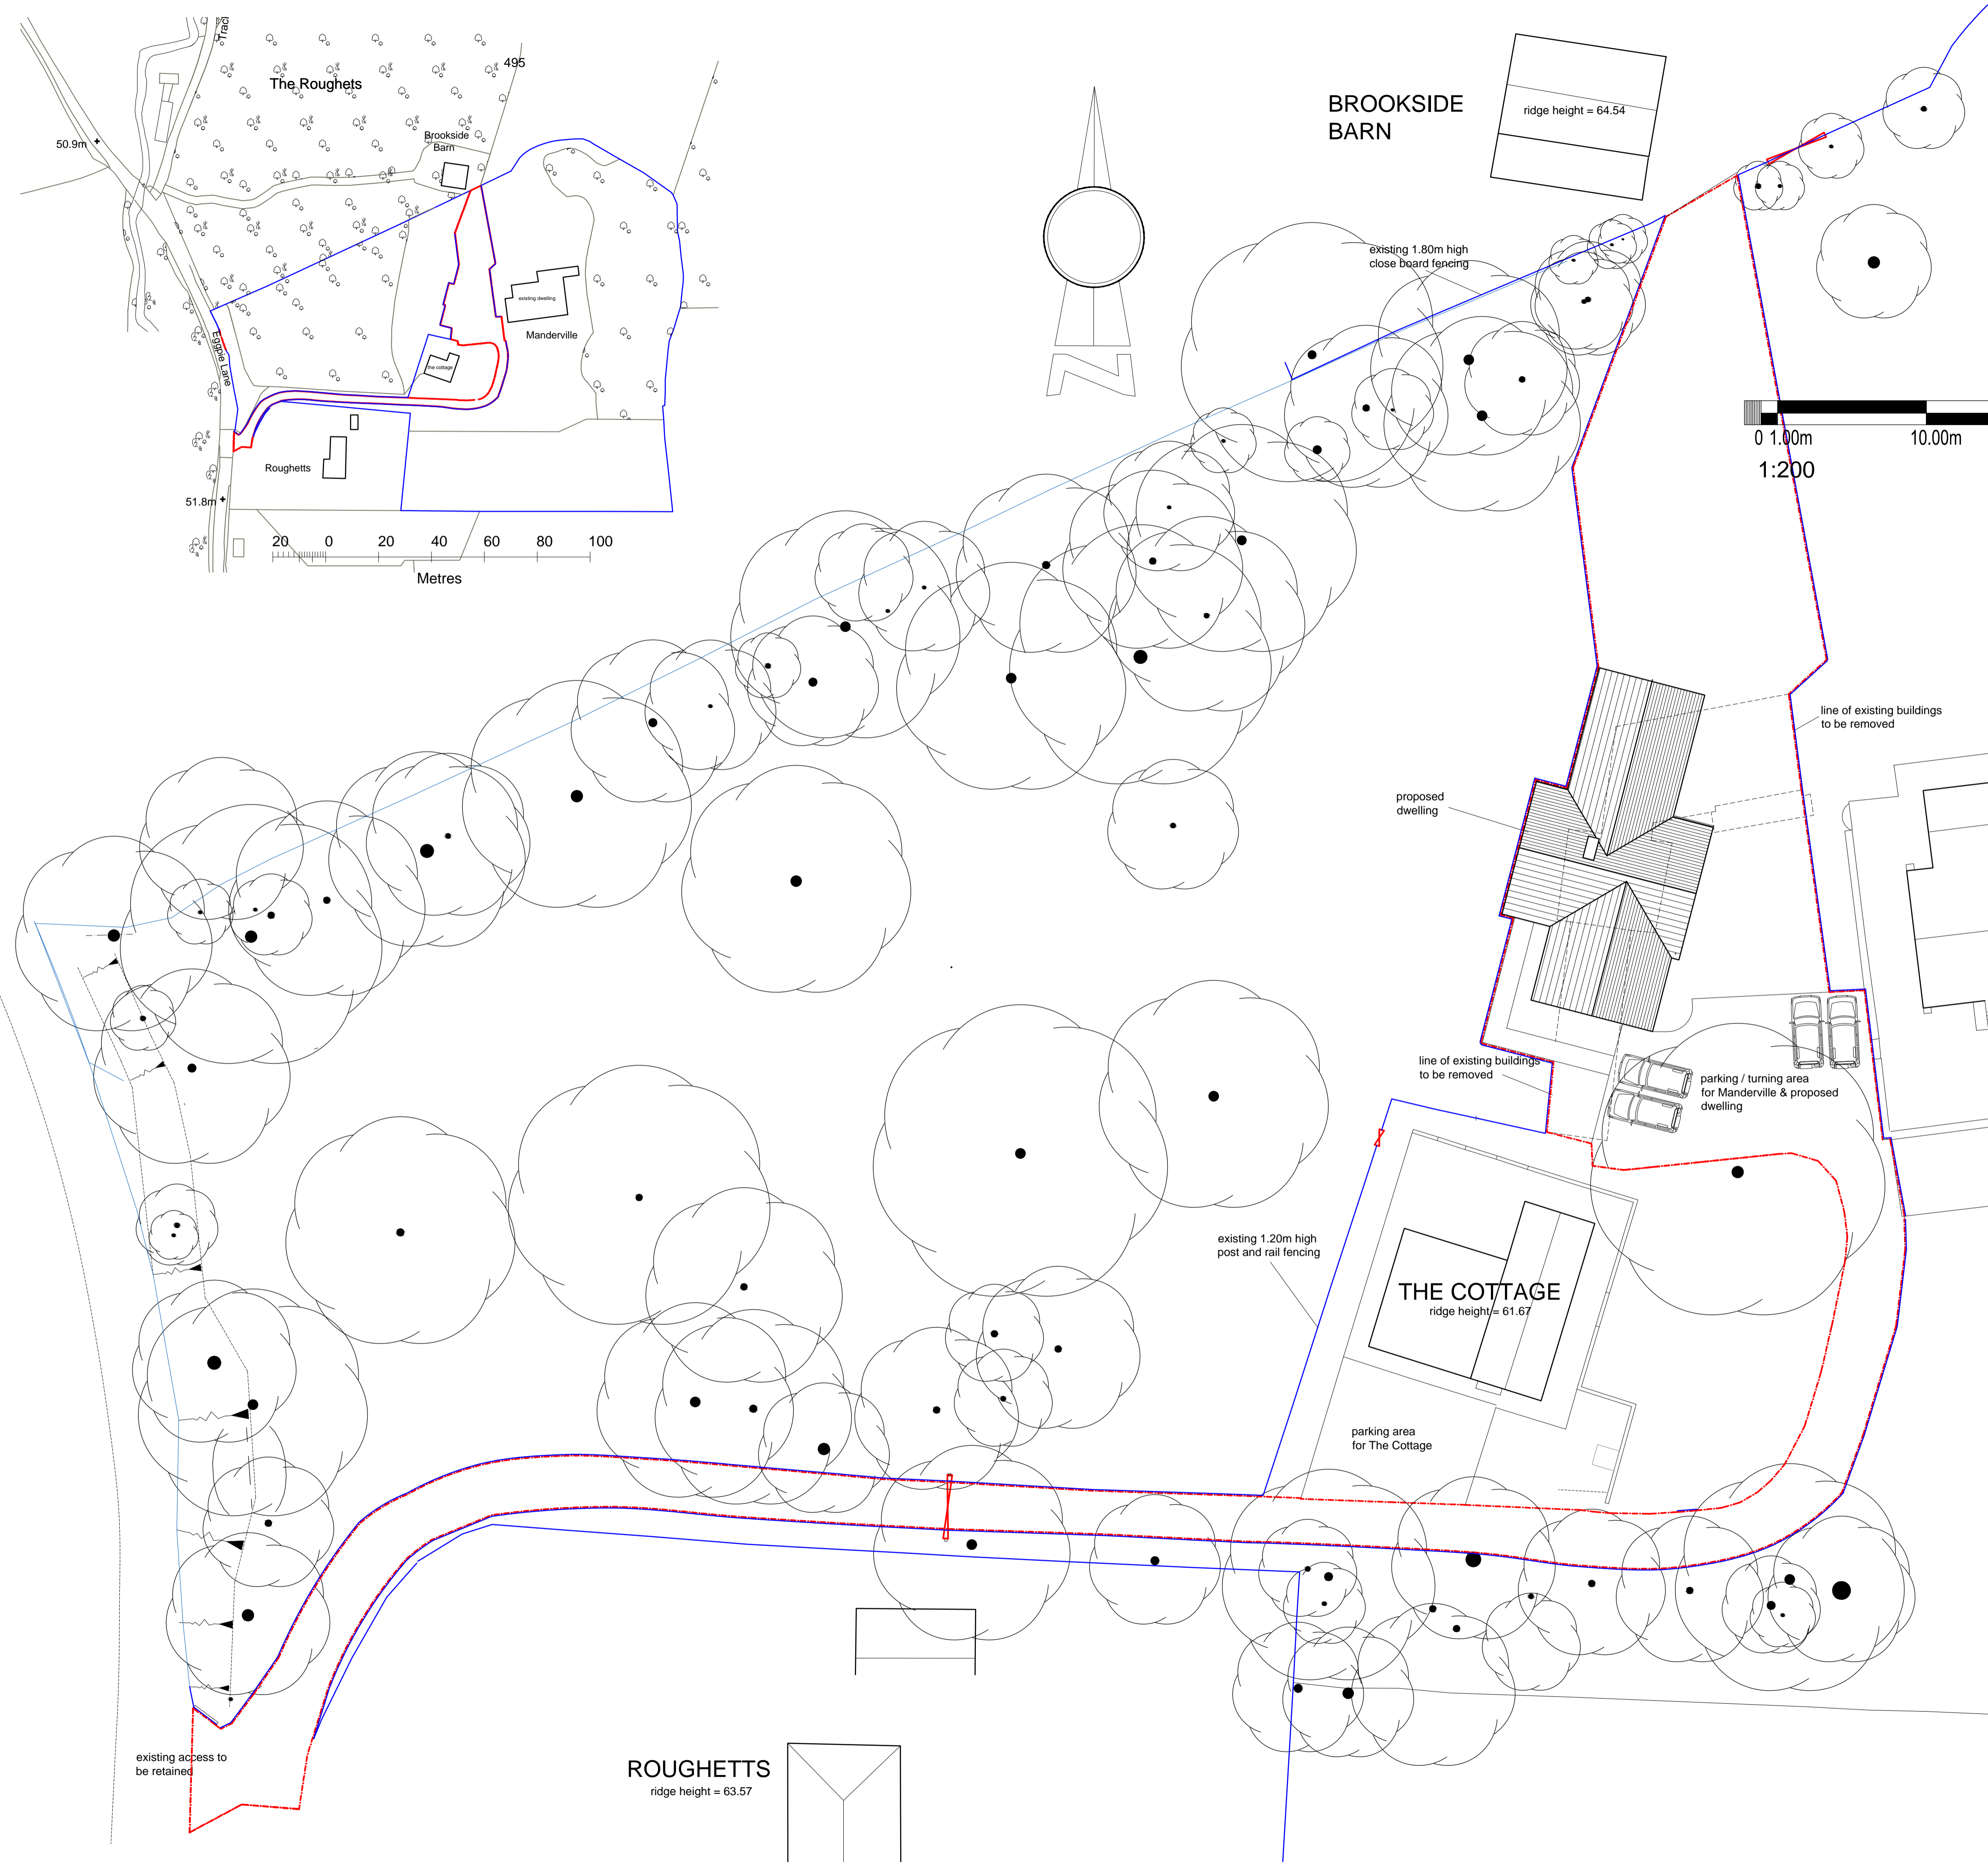 Track
The Roughets
495
50.9m
Brookside
Barn
existing dwelling
Manderville
the cottage
Eggpie Lane
Roughetts
51.8m
20 0 20 40 60 80 100
Metres
N
BROOKSIDE
BARN
ridge height = 64.54
existing 1.80m high
close board fencing
0 1.00m 10.00m
1:200
line of existing buildings
to be removed
proposed
dwelling
line of existing buildings
to be removed
parking / turning area
for Manderville & proposed
dwelling
existing 1.20m high
post and rail fencing
THE COTTAGE
ridge height = 61.67
parking area
for The Cottage
existing access to
be retained
ROUGHETTS
ridge height = 63.57